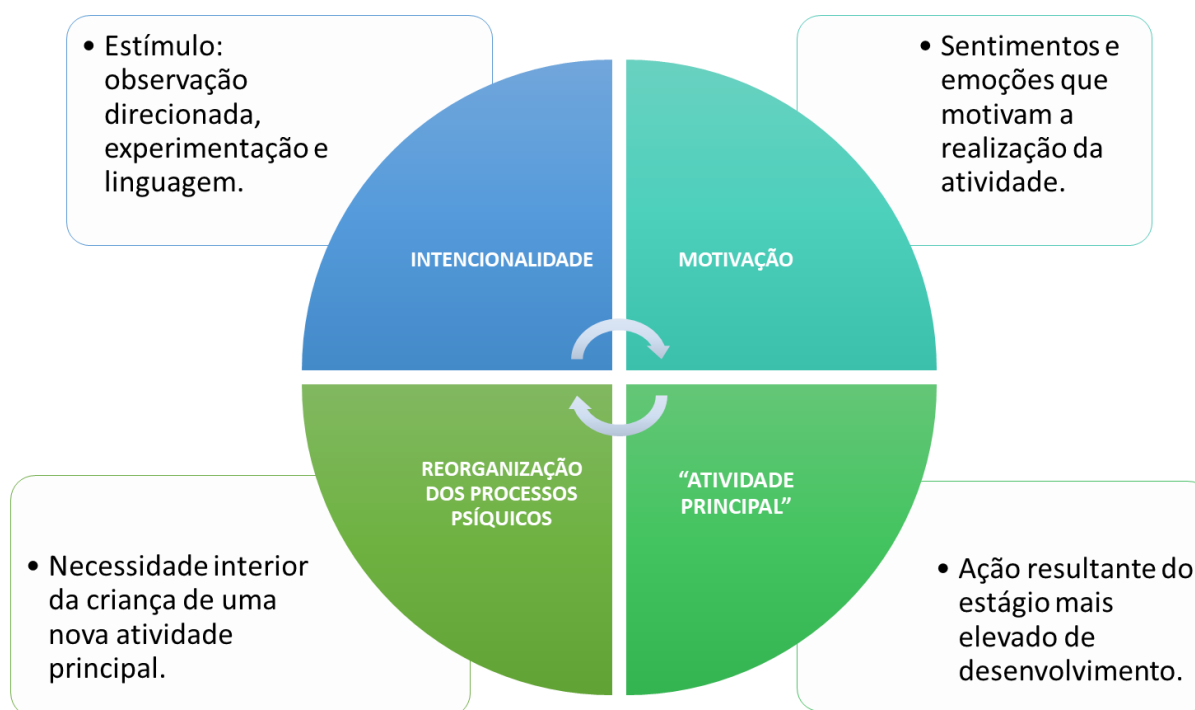 • Estímulo:
observação
direcionada,
experimentação e
linguagem.
• Sentimentos e
emoções que
motivam a
realização da
atividade.
INTENCIONALIDADE
MOTIVAÇÃO
REORGANIZAÇÃO
DOS PROCESSOS
PSÍQUICOS
“ATIVIDADE
PRINCIPAL”
• Necessidade interior
da criança de uma
nova atividade
principal.
• Ação resultante do
estágio mais
elevado de
desenvolvimento.